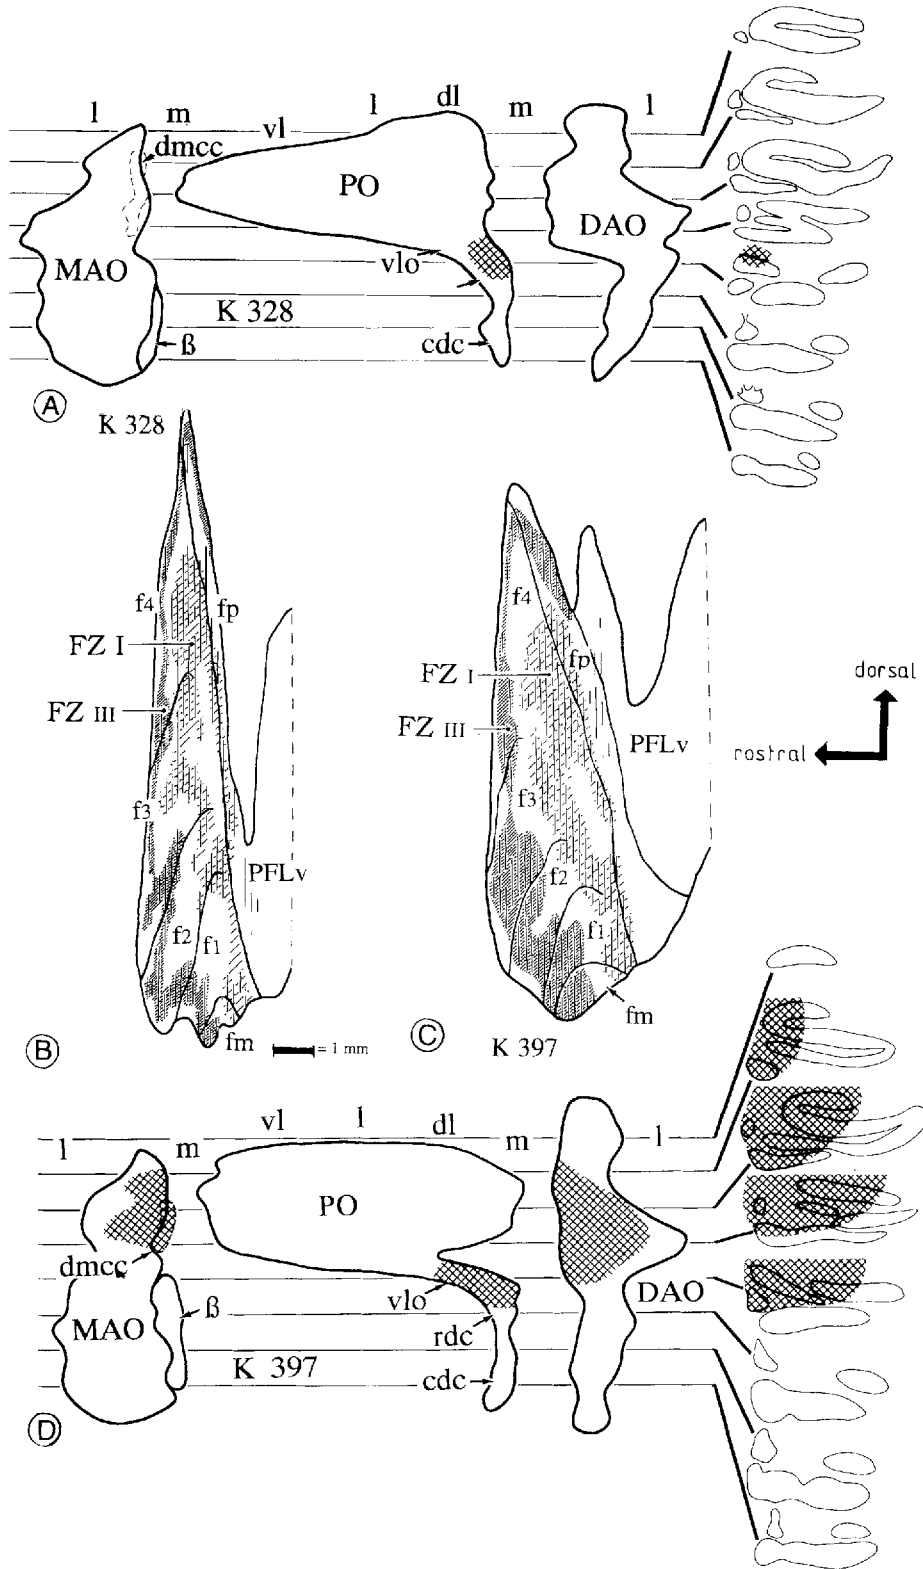 l m vl l dl m l
dmcc
PO
DAO
MAO
vlo
K 328
ß
cdc
A
K 328
f4 fp
FZ I
FZ III
f3
PFLv
f2 f1
fm
B
= 1 mm
f4
fp
FZ I
FZ III
PFLv
f3
f2
f1
fm
C
K 397
dorsal
rostral
l m vl l dl m l
PO
dmcc
vlo
DAO
MAO
ß
rdc
K 397
cdc
D